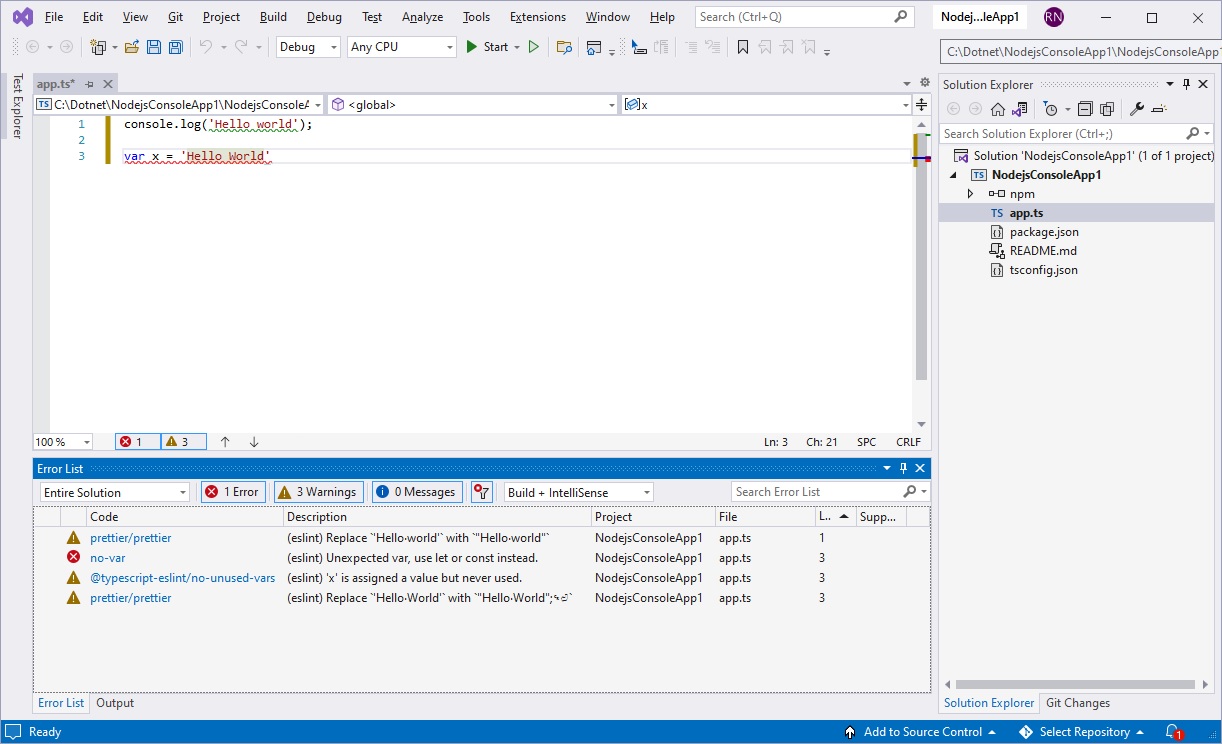 File Edit View Git Project Build Debug Test Analyze Tools Extensions Window Help Search (Ctrl+Q) Nodej...leApp1 RN
Debug Any CPU Start
C:\Dotnet\NodejsConsoleApp1\NodejsConsoleApp
Test Explorer
app.ts*
C:\Dotnet\NodejsConsoleApp1\NodejsConsoleA <global> x
1 console.log('Hello world');
2
3 var x = 'Hello World'
100 % 1 3 Ln: 3 Ch: 21 SPC CRLF
Error List
Entire Solution 1 Error 3 Warnings 0 Messages Build + IntelliSense Search Error List
Code Description Project File L.. Supp...
prettier/prettier (eslint) Replace `'Hello·world'` with `"Hello·world"` NodejsConsoleApp1 app.ts 1
no-var (eslint) Unexpected var, use let or const instead. NodejsConsoleApp1 app.ts 3
@typescript-eslint/no-unused-vars (eslint) 'x' is assigned a value but never used. NodejsConsoleApp1 app.ts 3
prettier/prettier (eslint) Replace `'Hello·World'` with `"Hello·World";␍⏎` NodejsConsoleApp1 app.ts 3
Error List Output
Solution Explorer
Search Solution Explorer (Ctrl+;)
Solution 'NodejsConsoleApp1' (1 of 1 project)
TS NodejsConsoleApp1
npm
TS app.ts
package.json
README.md
tsconfig.json
Solution Explorer Git Changes
Ready Add to Source Control Select Repository 1